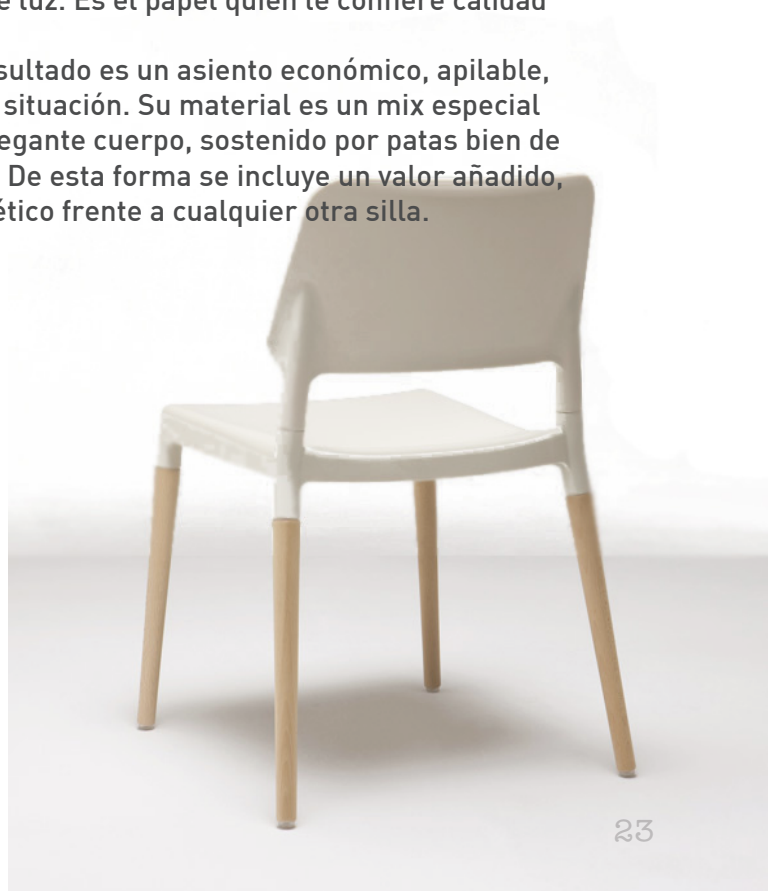 e luz. Es el papel quien le confiere calidad
sultado es un asiento económico, apilable,
situación. Su material es un mix especial
egante cuerpo, sostenido por patas bien de
De esta forma se incluye un valor añadido,
ético frente a cualquier otra silla.
23